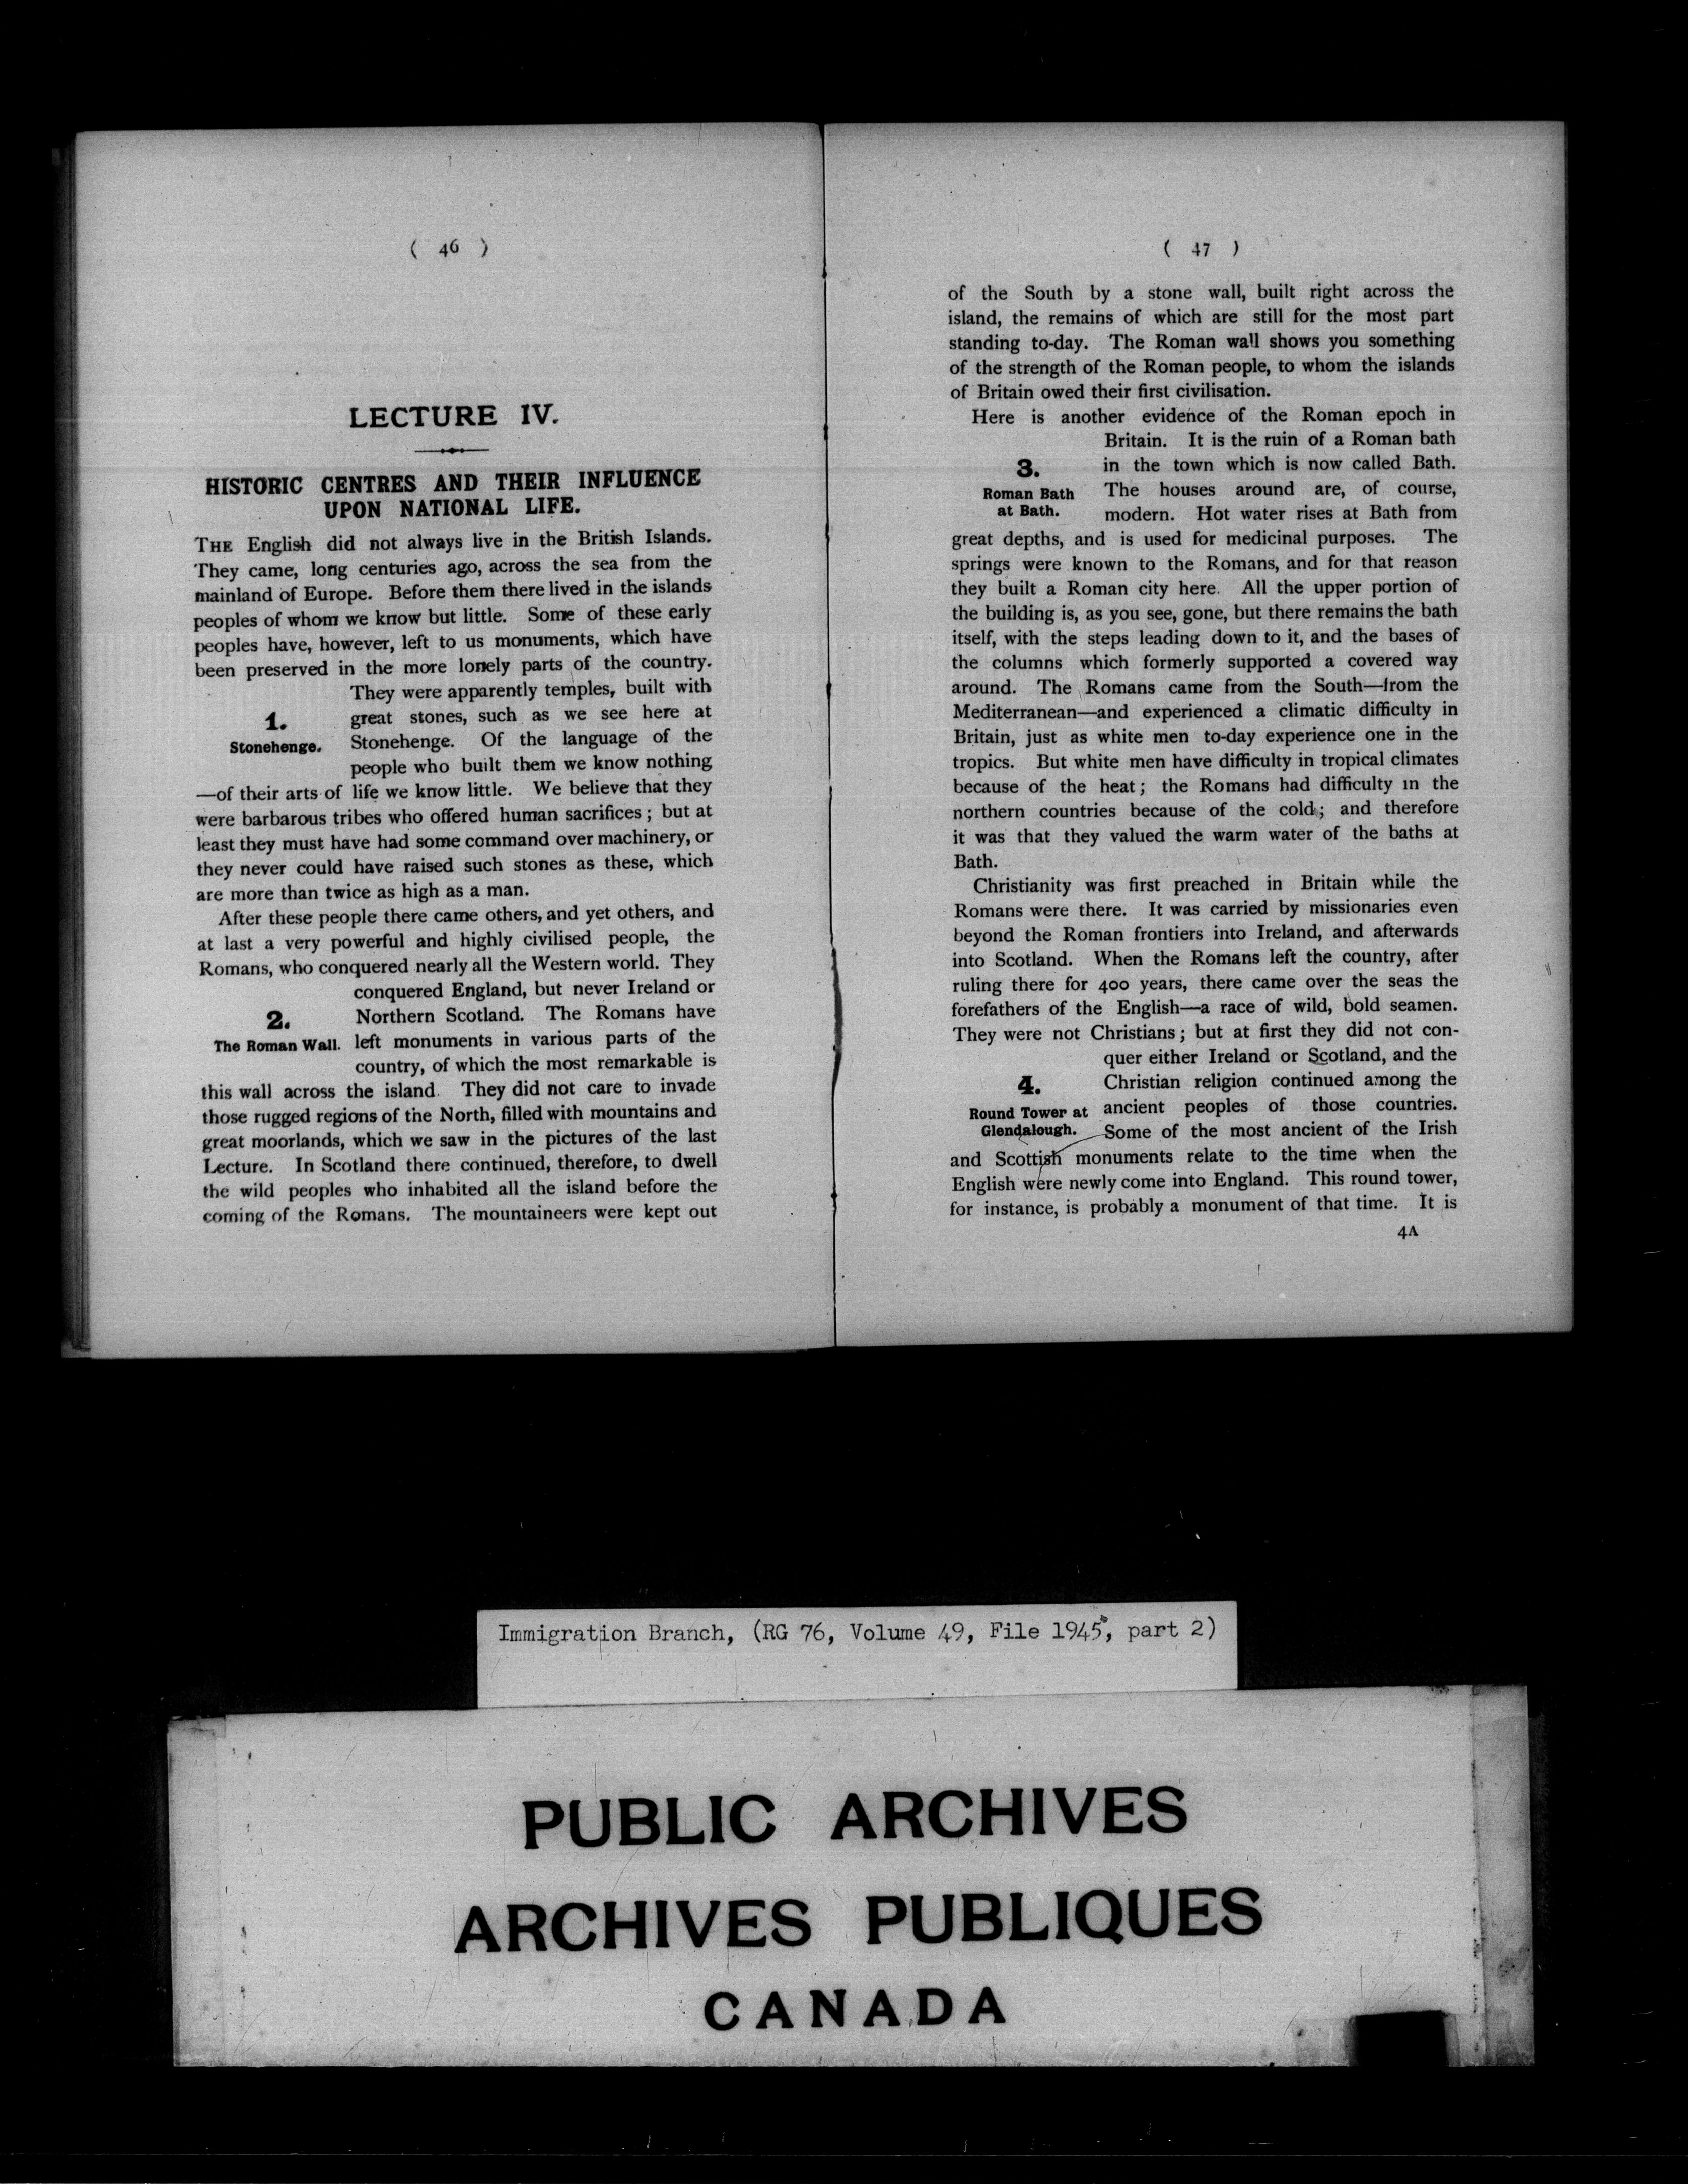 ( 46 )
LECTURE IV.
HISTORIC CENTRES AND THEIR INFLUENCE
UPON NATIONAL LIFE.
THE English did not always live in the British Islands.
They came, long centuries ago, across the sea from the
mainland of Europe. Before them there lived in the islands
peoples of whom we know but little. Some of these early
peoples have, however, left to us monuments, which have
been preserved in the more lonely parts of the country.
They were apparently temples, built with
1.
great stones, such as we see here at
Stonehenge.
Stonehenge. Of the language of the
people who built them we know nothing
—of their arts of life we know little. We believe that they
were barbarous tribes who offered human sacrifices; but at
least they must have had some command over machinery, or
they never could have raised such stones as these, which
are more than twice as high as a man.
After these people there came others, and yet others, and
at last a very powerful and highly civilised people, the
Romans, who conquered nearly all the Western world. They
conquered England, but never Ireland or
2.
Northern Scotland. The Romans have
The Roman Wall.
left monuments in various parts of the
country, of which the most remarkable is
this wall across the island. They did not care to invade
those rugged regions of the North, filled with mountains and
great moorlands, which we saw in the pictures of the last
Lecture. In Scotland there continued, therefore, to dwell
the wild peoples who inhabited all the island before the
coming of the Romans. The mountaineers were kept out
( 47 )
of the South by a stone wall, built right across the
island, the remains of which are still for the most part
standing to-day. The Roman wall shows you something
of the strength of the Roman people, to whom the islands
of Britain owed their first civilisation.
Here is another evidence of the Roman epoch in
Britain. It is the ruin of a Roman bath
3.
in the town which is now called Bath.
Roman Bath
at Bath.
The houses around are, of course,
modern. Hot water rises at Bath from
great depths, and is used for medicinal purposes. The
springs were known to the Romans, and for that reason
they built a Roman city here. All the upper portion of
the building is, as you see, gone, but there remains the bath
itself, with the steps leading down to it, and the bases of
the columns which formerly supported a covered way
around. The Romans came from the South—from the
Mediterranean—and experienced a climatic difficulty in
Britain, just as white men to-day experience one in the
tropics. But white men have difficulty in tropical climates
because of the heat; the Romans had difficulty in the
northern countries because of the cold; and therefore
it was that they valued the warm water of the baths at
Bath.
Christianity was first preached in Britain while the
Romans were there. It was carried by missionaries even
beyond the Roman frontiers into Ireland, and afterwards
into Scotland. When the Romans left the country, after
ruling there for 400 years, there came over the seas the
forefathers of the English—a race of wild, bold seamen.
They were not Christians; but at first they did not con-
quer either Ireland or Scotland, and the
4.
Christian religion continued among the
Round Tower at
Glendalough.
ancient peoples of those countries.
Some of the most ancient of the Irish
and Scottish monuments relate to the time when the
English were newly come into England. This round tower,
for instance, is probably a monument of that time. It is
4A
Immigration Branch, (RG 76, Volume 49, File 1945, part 2)
PUBLIC ARCHIVES
ARCHIVES PUBLIQUES
CANADA